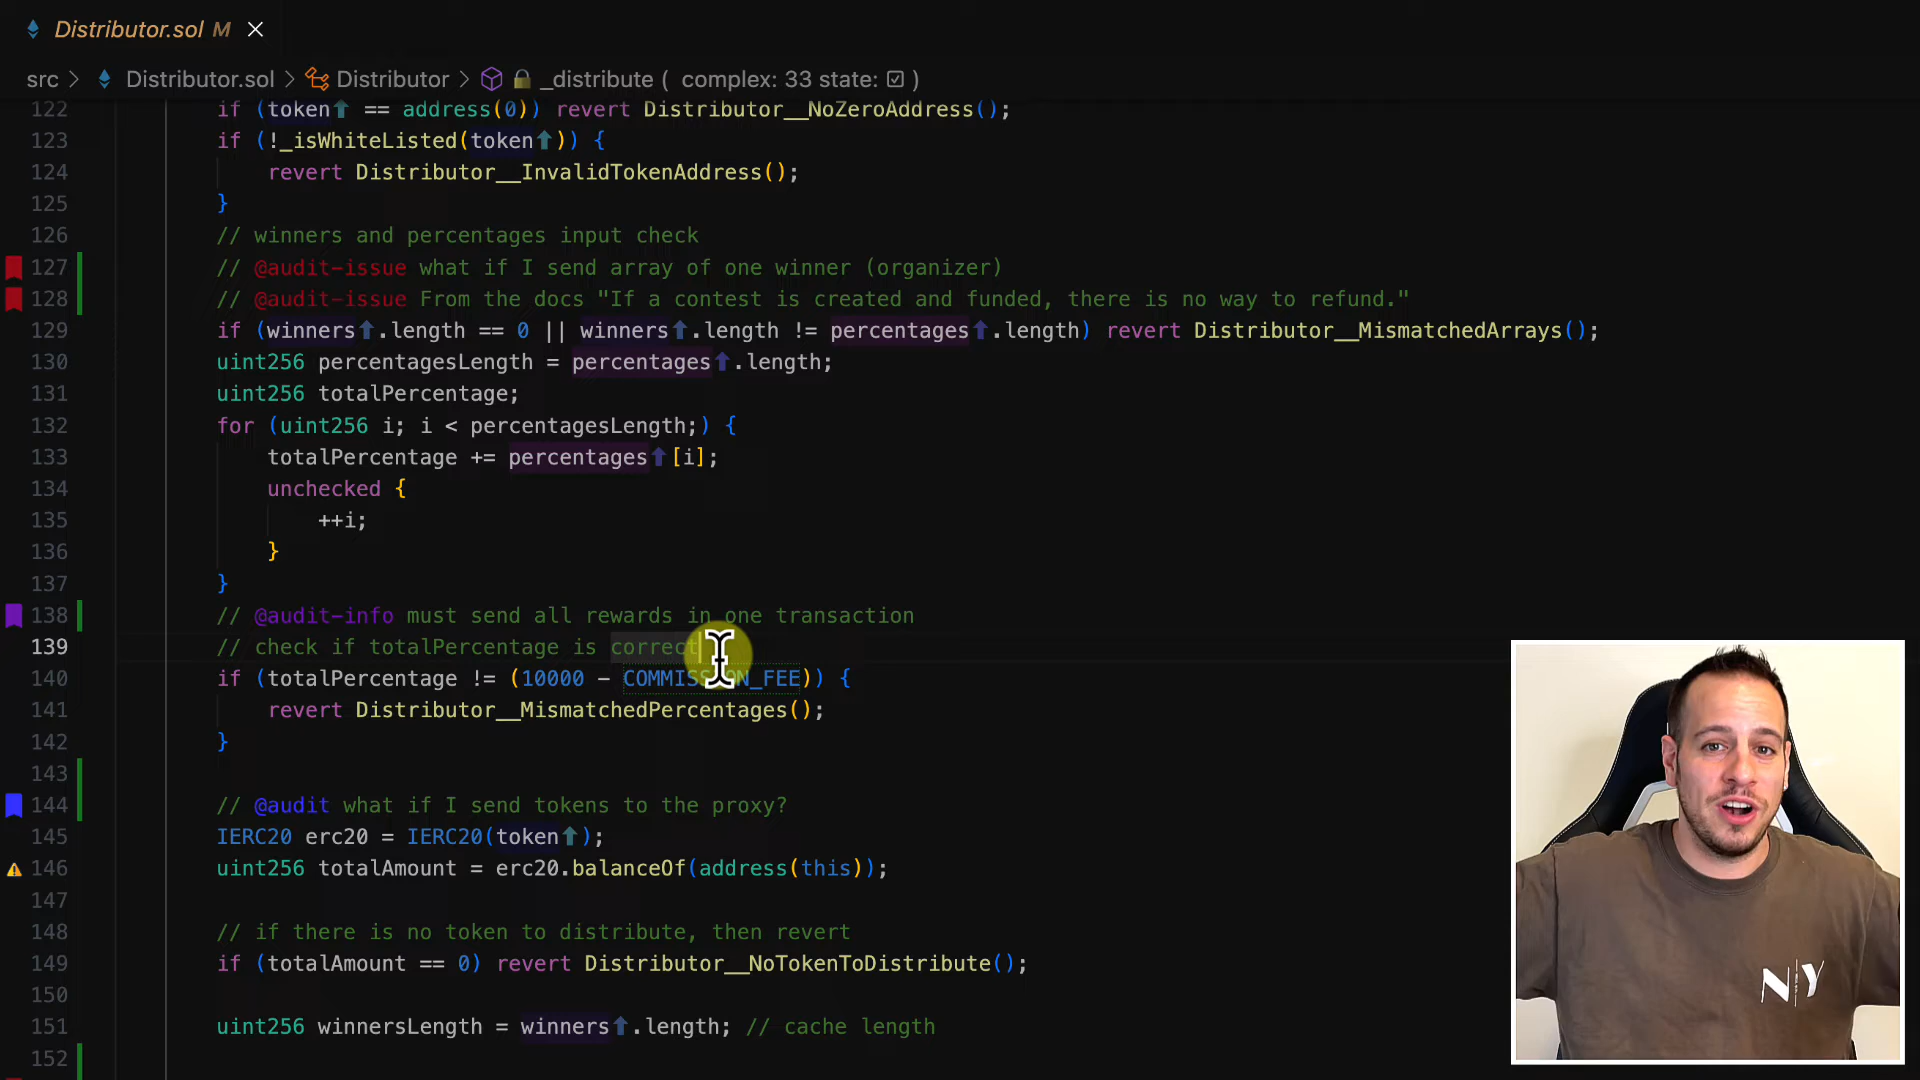 Distributor.sol M
src > Distributor.sol > Distributor > _distribute ( complex: 33 state: )
122 if (token == address(0)) revert Distributor__NoZeroAddress();
123 if (!_isWhiteListed(token)) {
124 revert Distributor__InvalidTokenAddress();
125 }
126 // winners and percentages input check
127 // @audit-issue what if I send array of one winner (organizer)
128 // @audit-issue From the docs "If a contest is created and funded, there is no way to refund."
129 if (winners.length == 0 || winners.length != percentages.length) revert Distributor__MismatchedArrays();
130 uint256 percentagesLength = percentages.length;
131 uint256 totalPercentage;
132 for (uint256 i; i < percentagesLength;) {
133 totalPercentage += percentages[i];
134 unchecked {
135 ++i;
136 }
137 }
138 // @audit-info must send all rewards in one transaction
139 // check if totalPercentage is correct
140 if (totalPercentage != (10000 - COMMISSION_FEE)) {
141 revert Distributor__MismatchedPercentages();
142 }
143
144 // @audit what if I send tokens to the proxy?
145 IERC20 erc20 = IERC20(token);
146 uint256 totalAmount = erc20.balanceOf(address(this));
147
148 // if there is no token to distribute, then revert
149 if (totalAmount == 0) revert Distributor__NoTokenToDistribute();
150
151 uint256 winnersLength = winners.length; // cache length
152
N Y